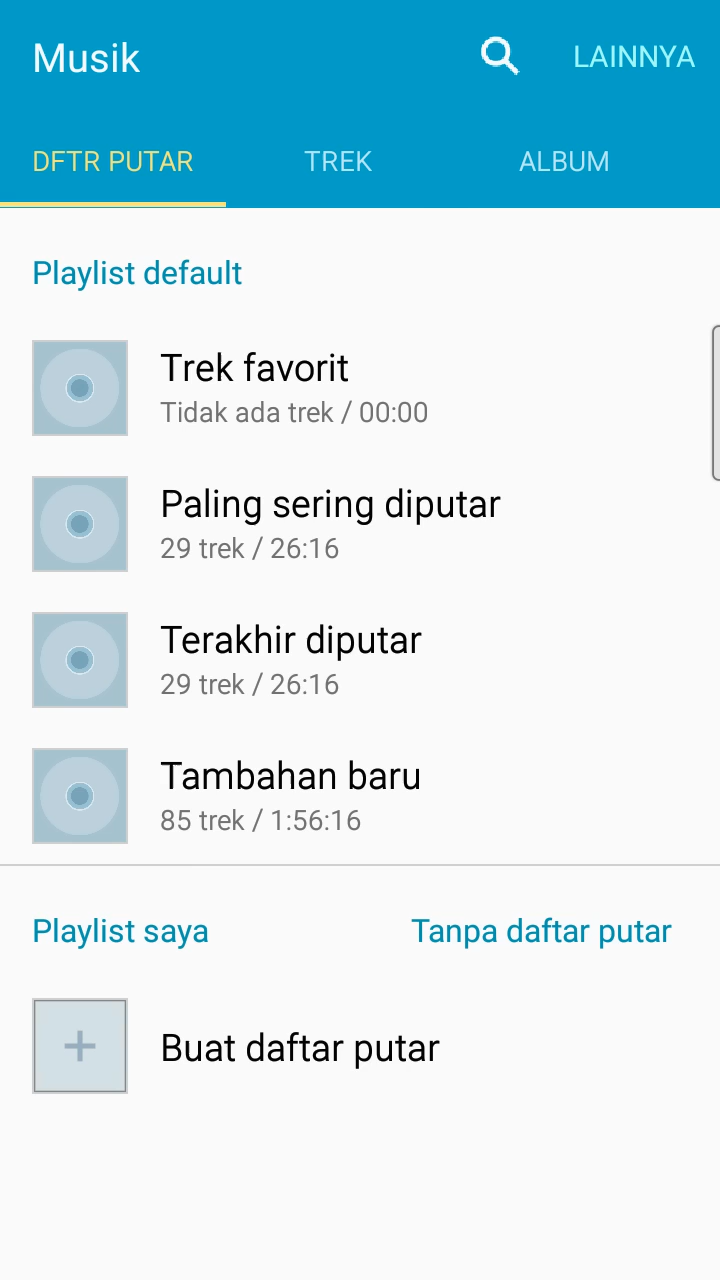 Musik
LAINNYA
DFTR PUTAR
TREK
ALBUM
Playlist default
Trek favorit
Tidak ada trek / 00:00
Paling sering diputar
29 trek / 26:16
Terakhir diputar
29 trek / 26:16
Tambahan baru
85 trek / 1:56:16
Playlist saya
Tanpa daftar putar
Buat daftar putar